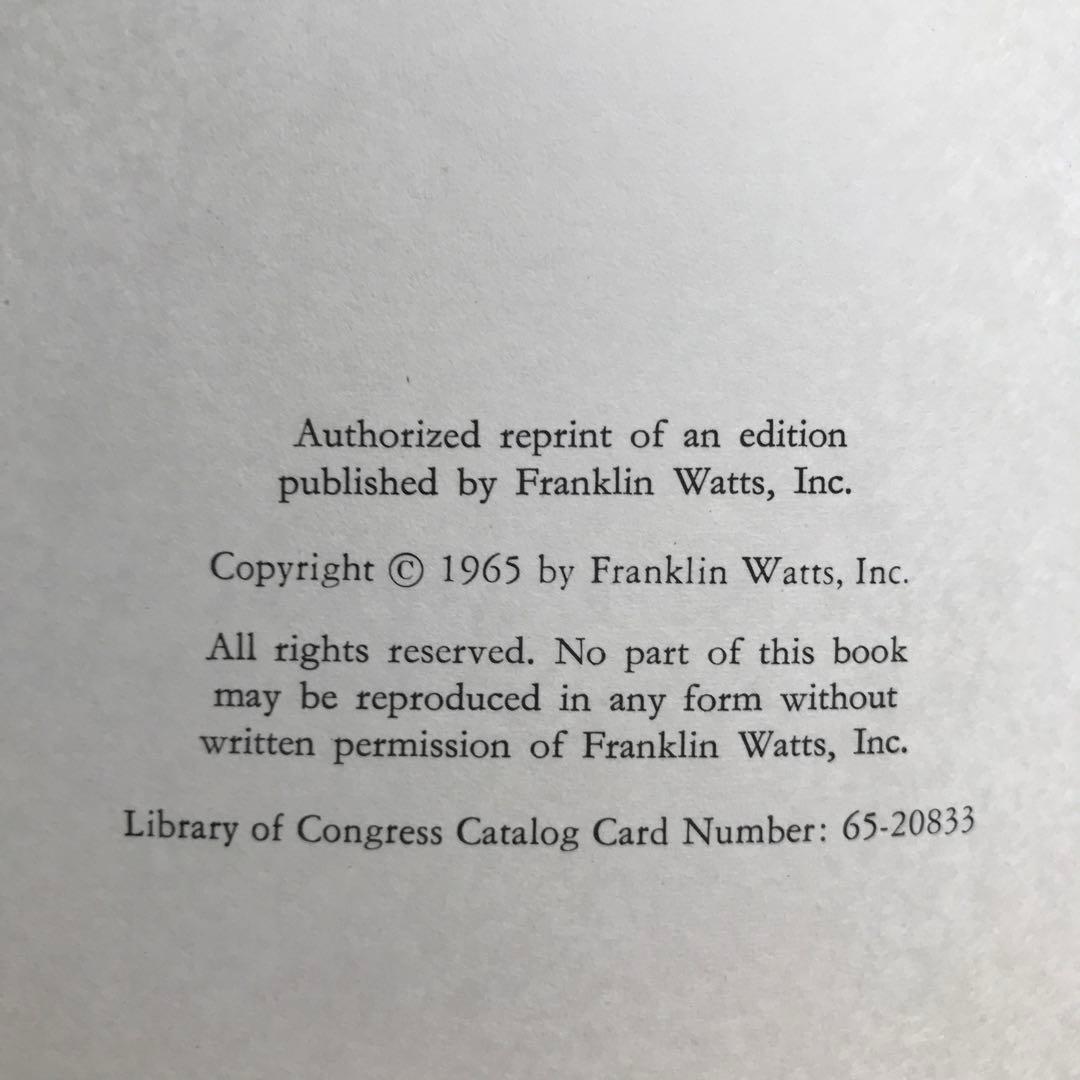 Authorized reprint of an edition
published by Franklin Watts, Inc.
Copyright © 1965 by Franklin Watts, Inc.
All rights reserved. No part of this book
may be reproduced in any form without
written permission of Franklin Watts, Inc.
Library of Congress Catalog Card Number: 65-20833